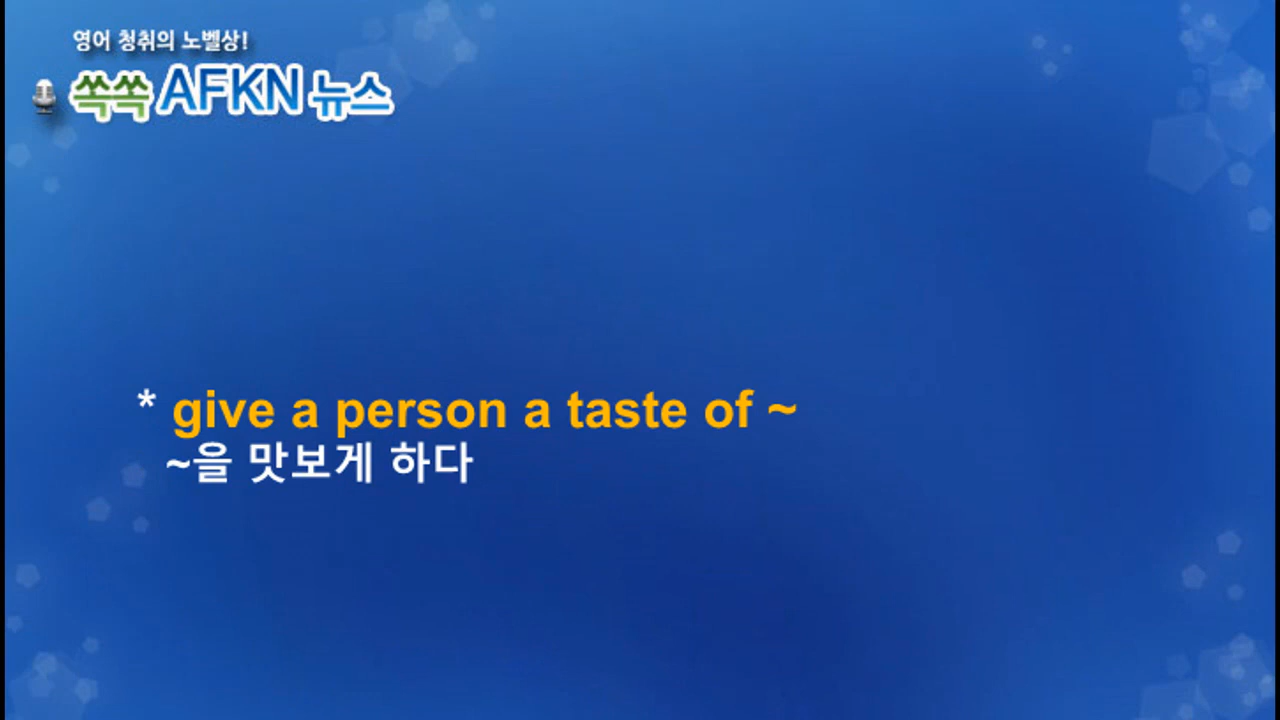 영어 청취의 노벨상!
쏙쏙 AFKN 뉴스
* give a person a taste of ~
~을 맛보게 하다